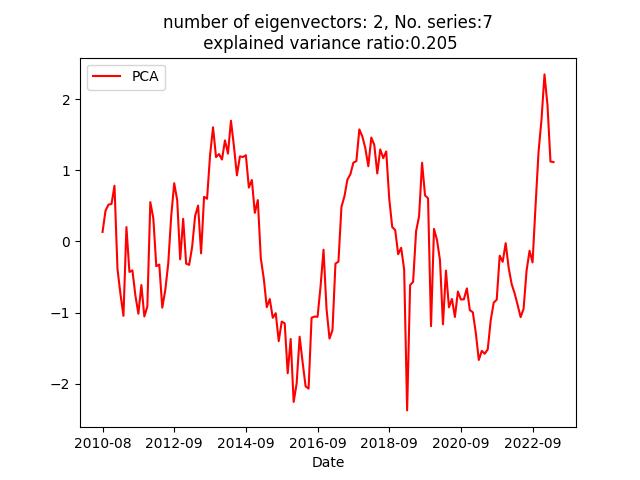 number of eigenvectors: 2, No. series:7
explained variance ratio:0.205
PCA
2
1
0
−1
−2
2010-08 2012-09 2014-09 2016-09 2018-09 2020-09 2022-09
Date